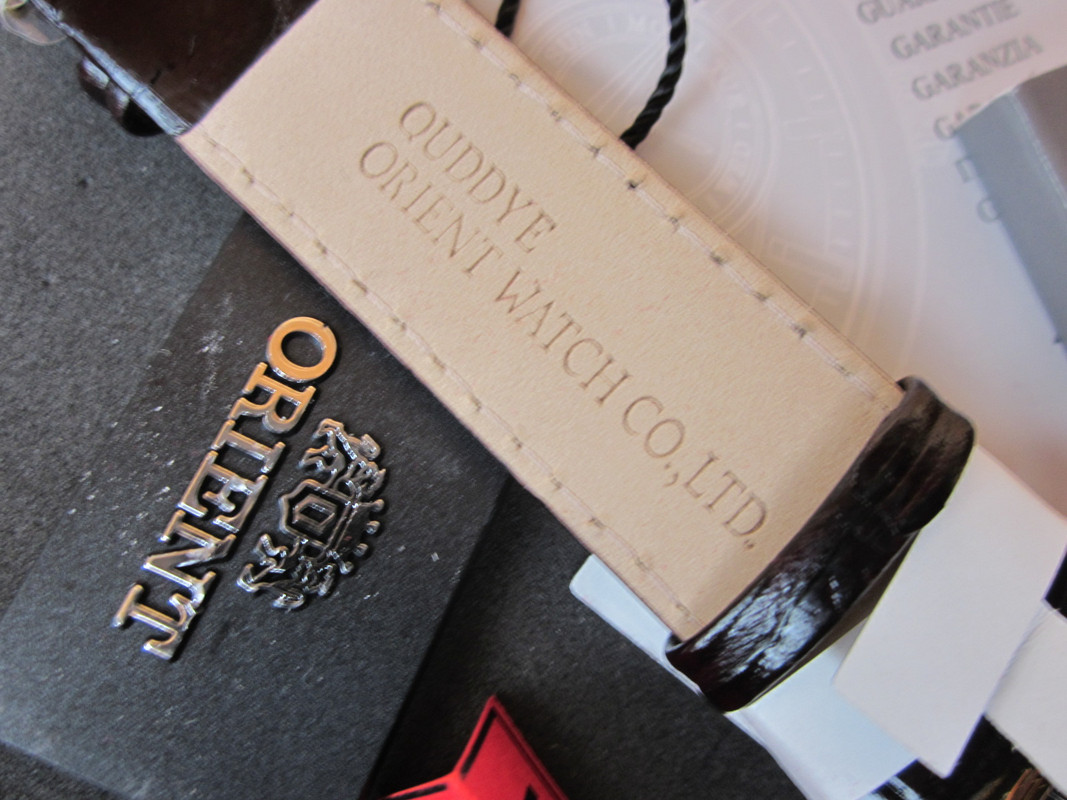 QUDDYE
ORIENT WATCH CO.,LTD.
ORIENT
GARANTIE
GARANZIA